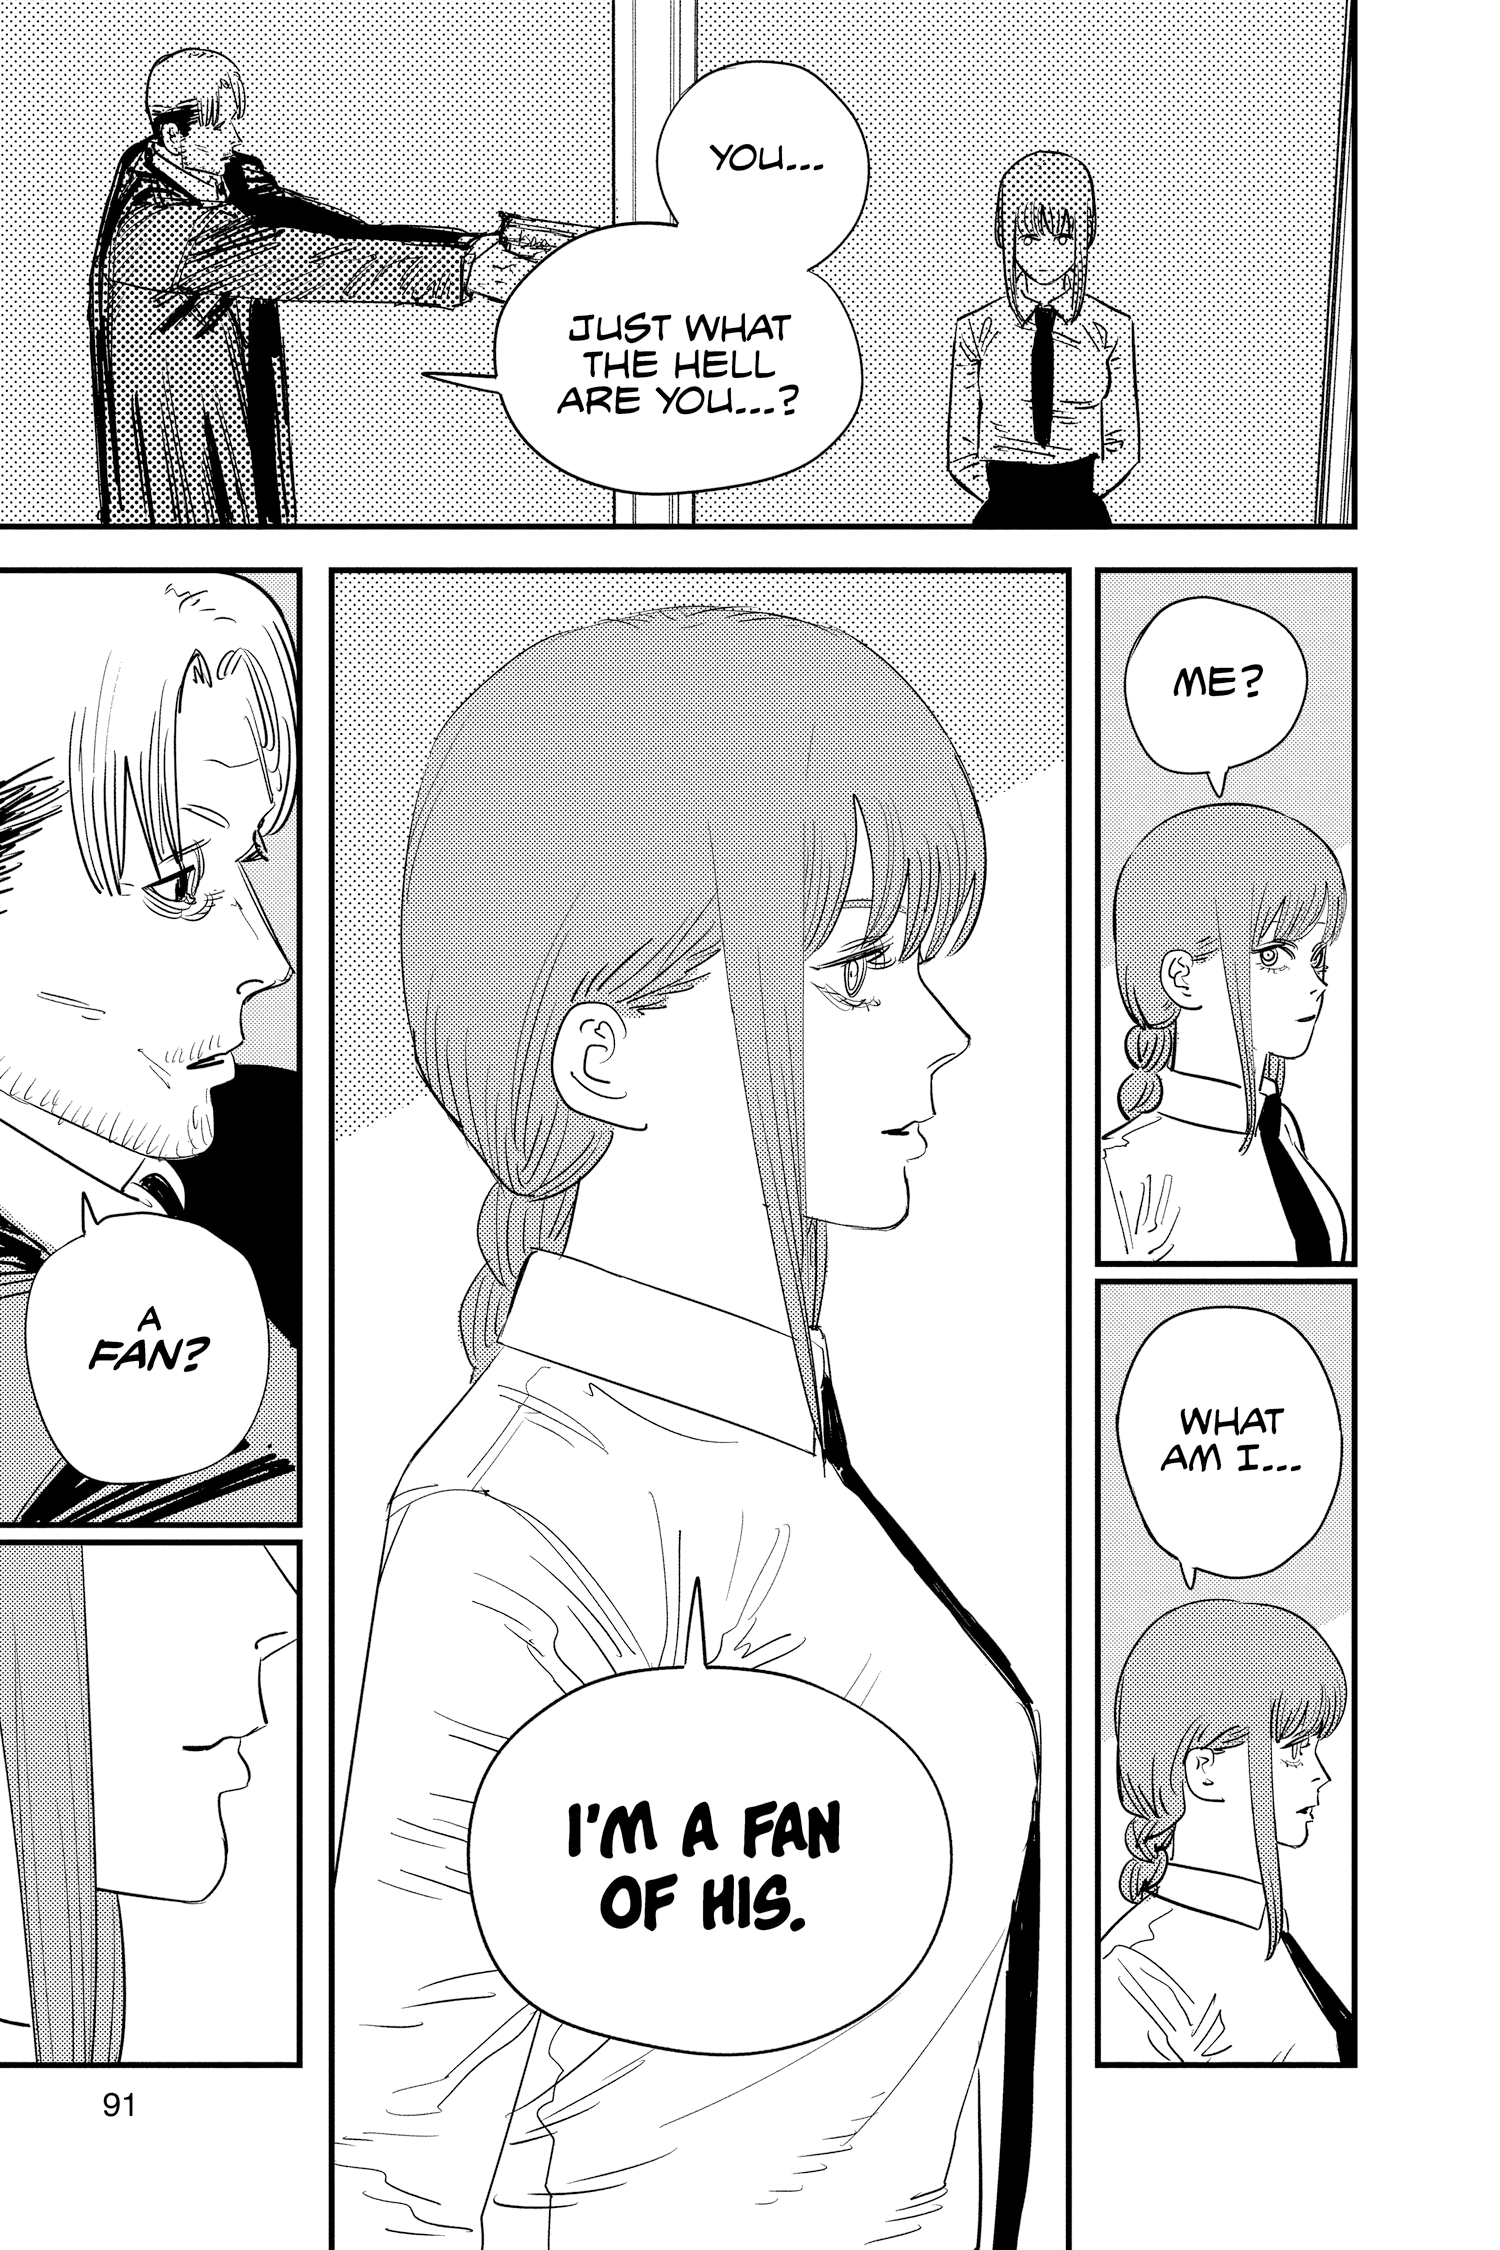 YOU...
JUST WHAT
THE HELL
ARE YOU...?
ME?
WHAT
AM I...
I'M A FAN
OF HIS.
A
FAN?
91